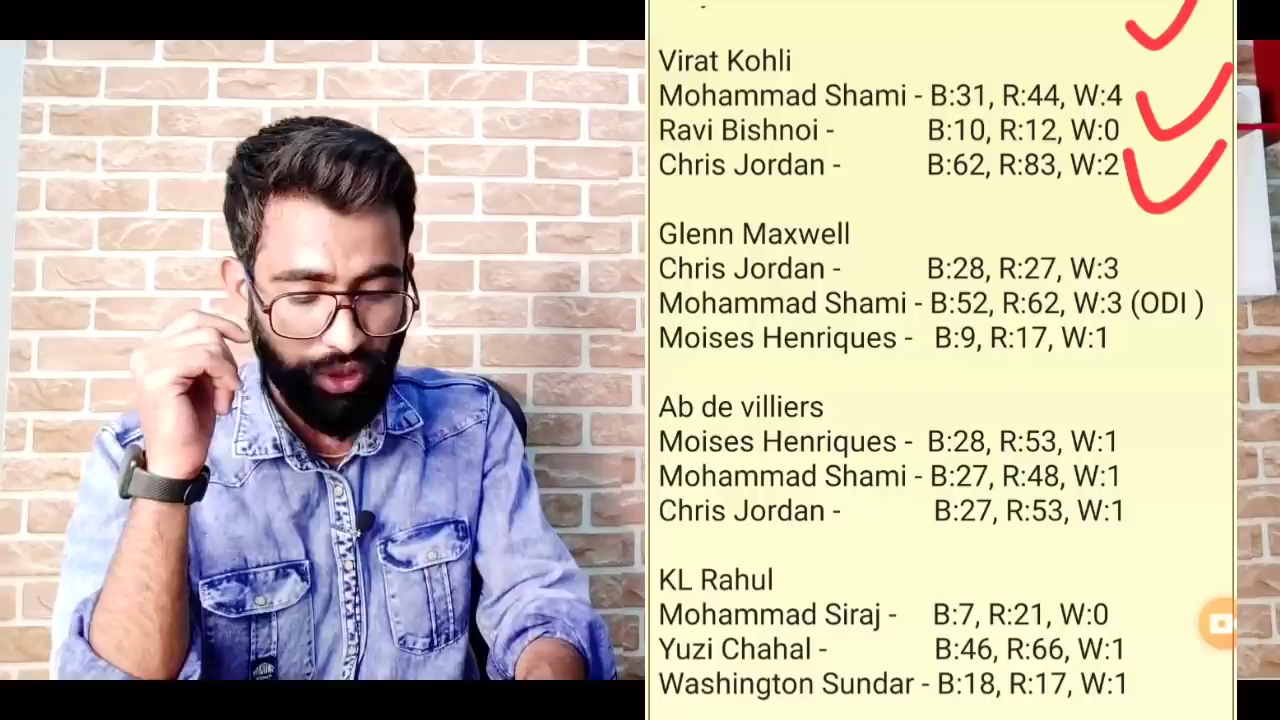 Virat Kohli
Mohammad Shami - B:31, R:44, W:4
Ravi Bishnoi - B:10, R:12, W:0
Chris Jordan - B:62, R:83, W:2
Glenn Maxwell
Chris Jordan - B:28, R:27, W:3
Mohammad Shami - B:52, R:62, W:3 (ODI )
Moises Henriques - B:9, R:17, W:1
Ab de villiers
Moises Henriques - B:28, R:53, W:1
Mohammad Shami - B:27, R:48, W:1
Chris Jordan - B:27, R:53, W:1
KL Rahul
Mohammad Siraj - B:7, R:21, W:0
Yuzi Chahal - B:46, R:66, W:1
Washington Sundar - B:18, R:17, W:1